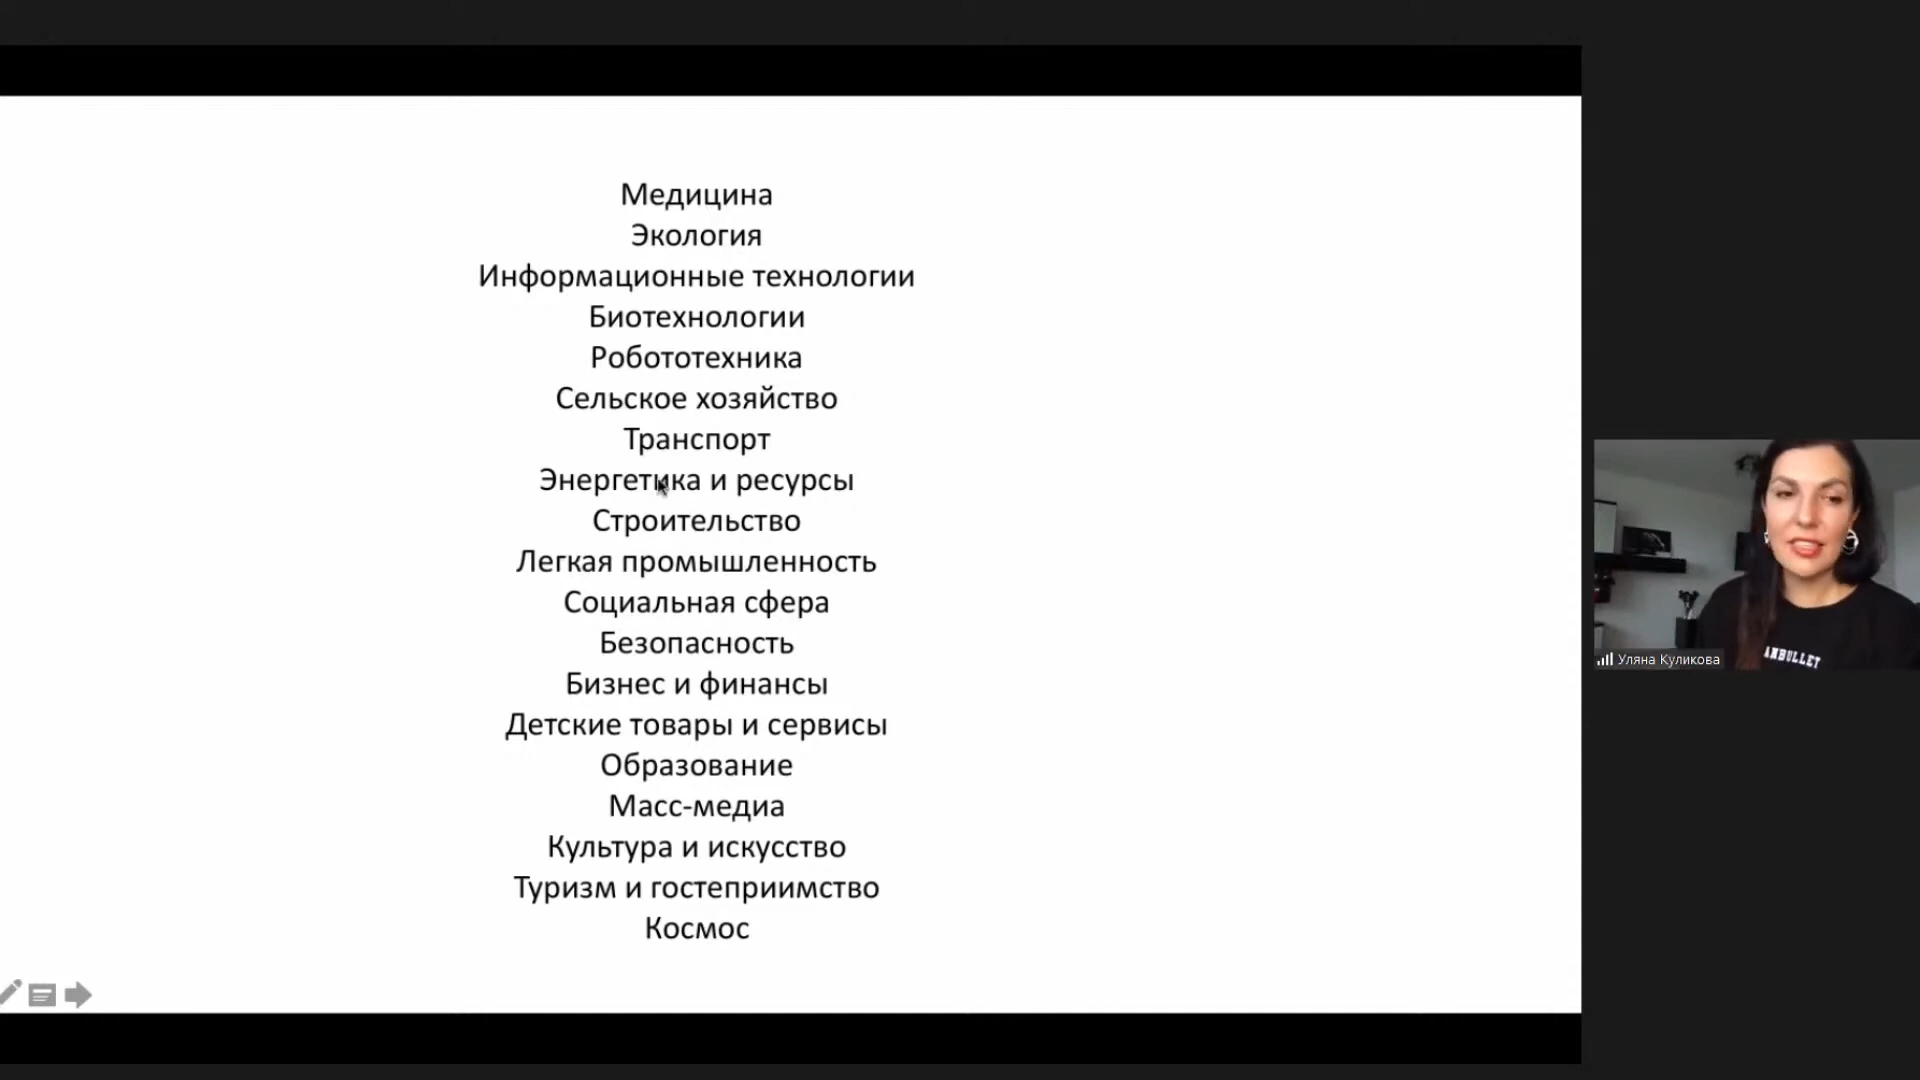 Медицина
Экология
Информационные технологии
Биотехнологии
Робототехника
Сельское хозяйство
Транспорт
Энергетика и ресурсы
Строительство
Легкая промышленность
Социальная сфера
Безопасность
Бизнес и финансы
Детские товары и сервисы
Образование
Масс-медиа
Культура и искусство
Туризм и гостеприимство
Космос
ANBULLET
Уляна Куликова